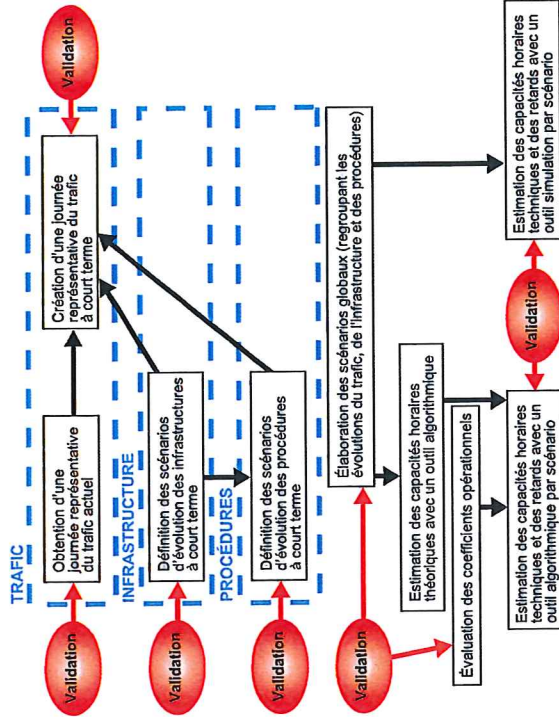 TRAFIC
Validation
Obtention d'une
journée représentative
du trafic actuel
Création d'une journée
représentative du trafic
à court terme
Validation
INFRASTRUCTURE
Validation
Définition des scénarios
d'évolution des infrastructures
à court terme
PROCÉDURES
Validation
Définition des scénarios
d'évolution des procédures
à court terme
Validation
Élaboration des scénarios globaux (regroupant les
évolutions du trafic, de l'infrastructure et des procédures)
Estimation des capacités horaires
théoriques avec un outil algorithmique
Évaluation des coefficients opérationnels
Estimation des capacités horaires
techniques et des retards avec un
outil algorithmique par scénario
Validation
Estimation des capacités horaires
techniques et des retards avec un
outil simulation par scénario